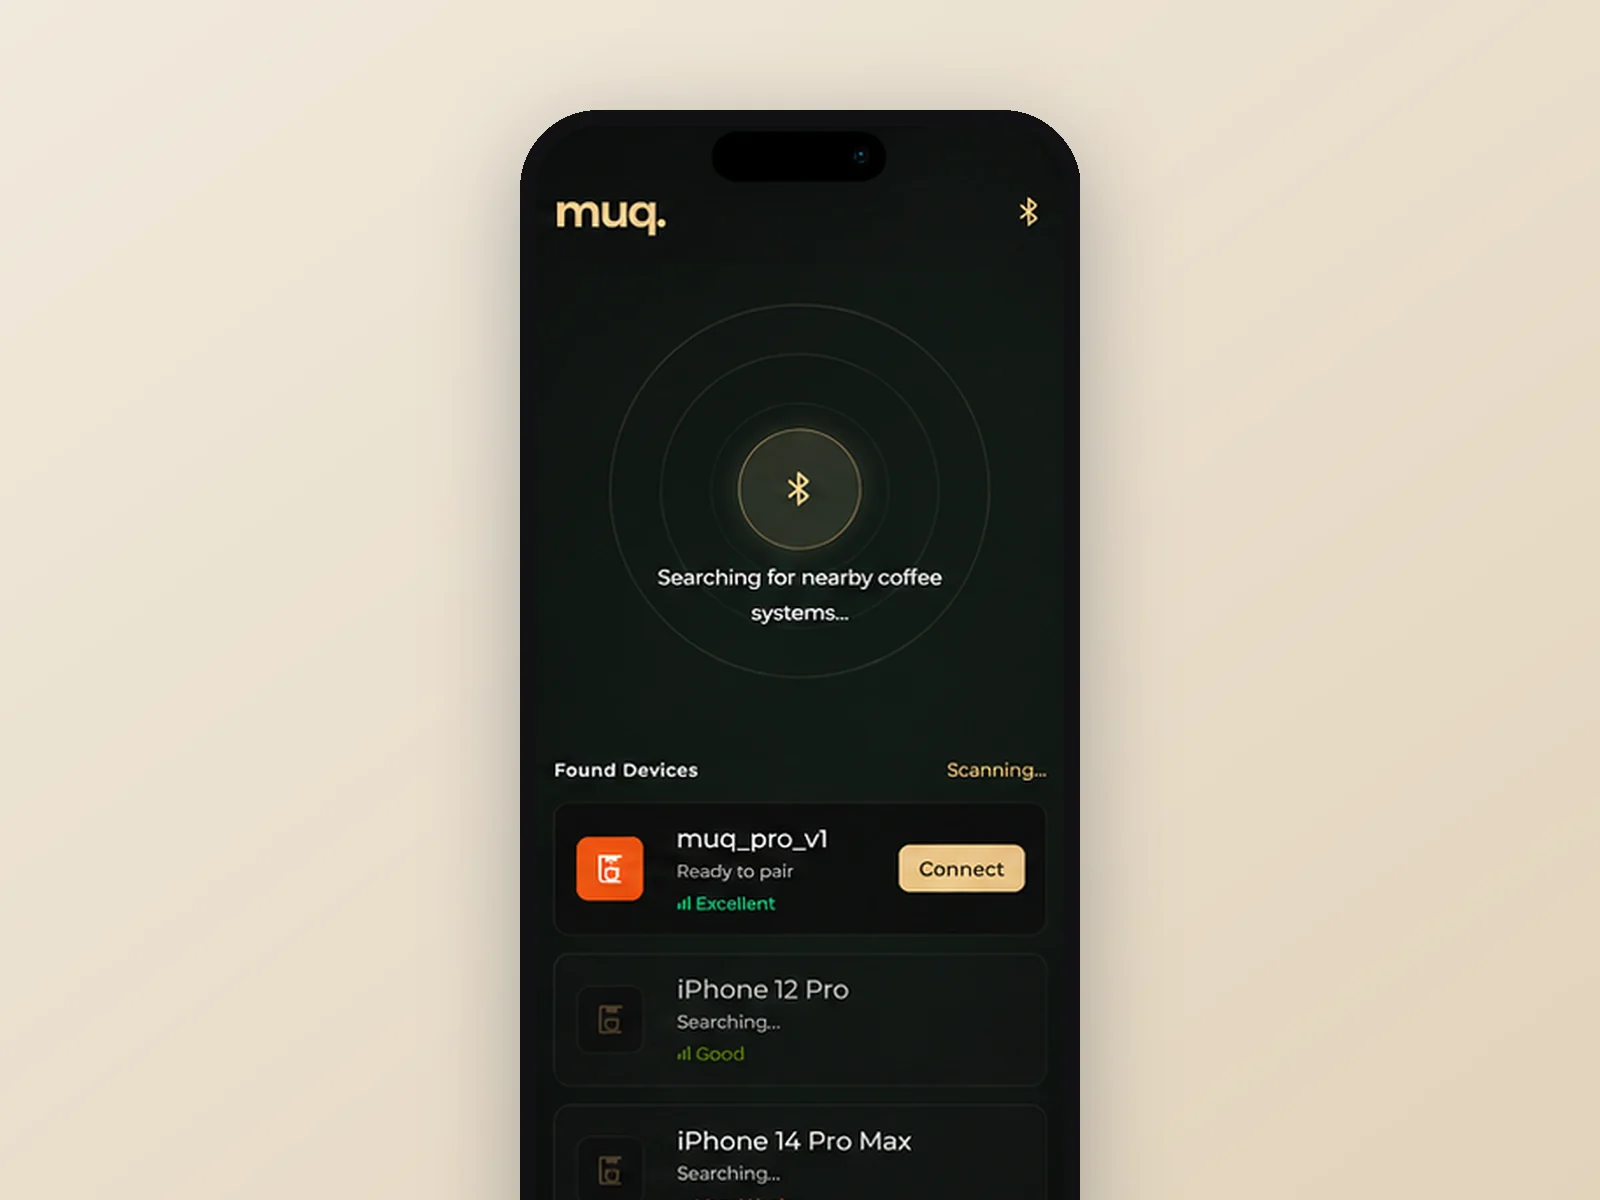 muq.
Searching for nearby coffee
systems...
Found Devices
Scanning...
muq_pro_v1
Ready to pair
Excellent
Connect
iPhone 12 Pro
Searching...
Good
iPhone 14 Pro Max
Searching...